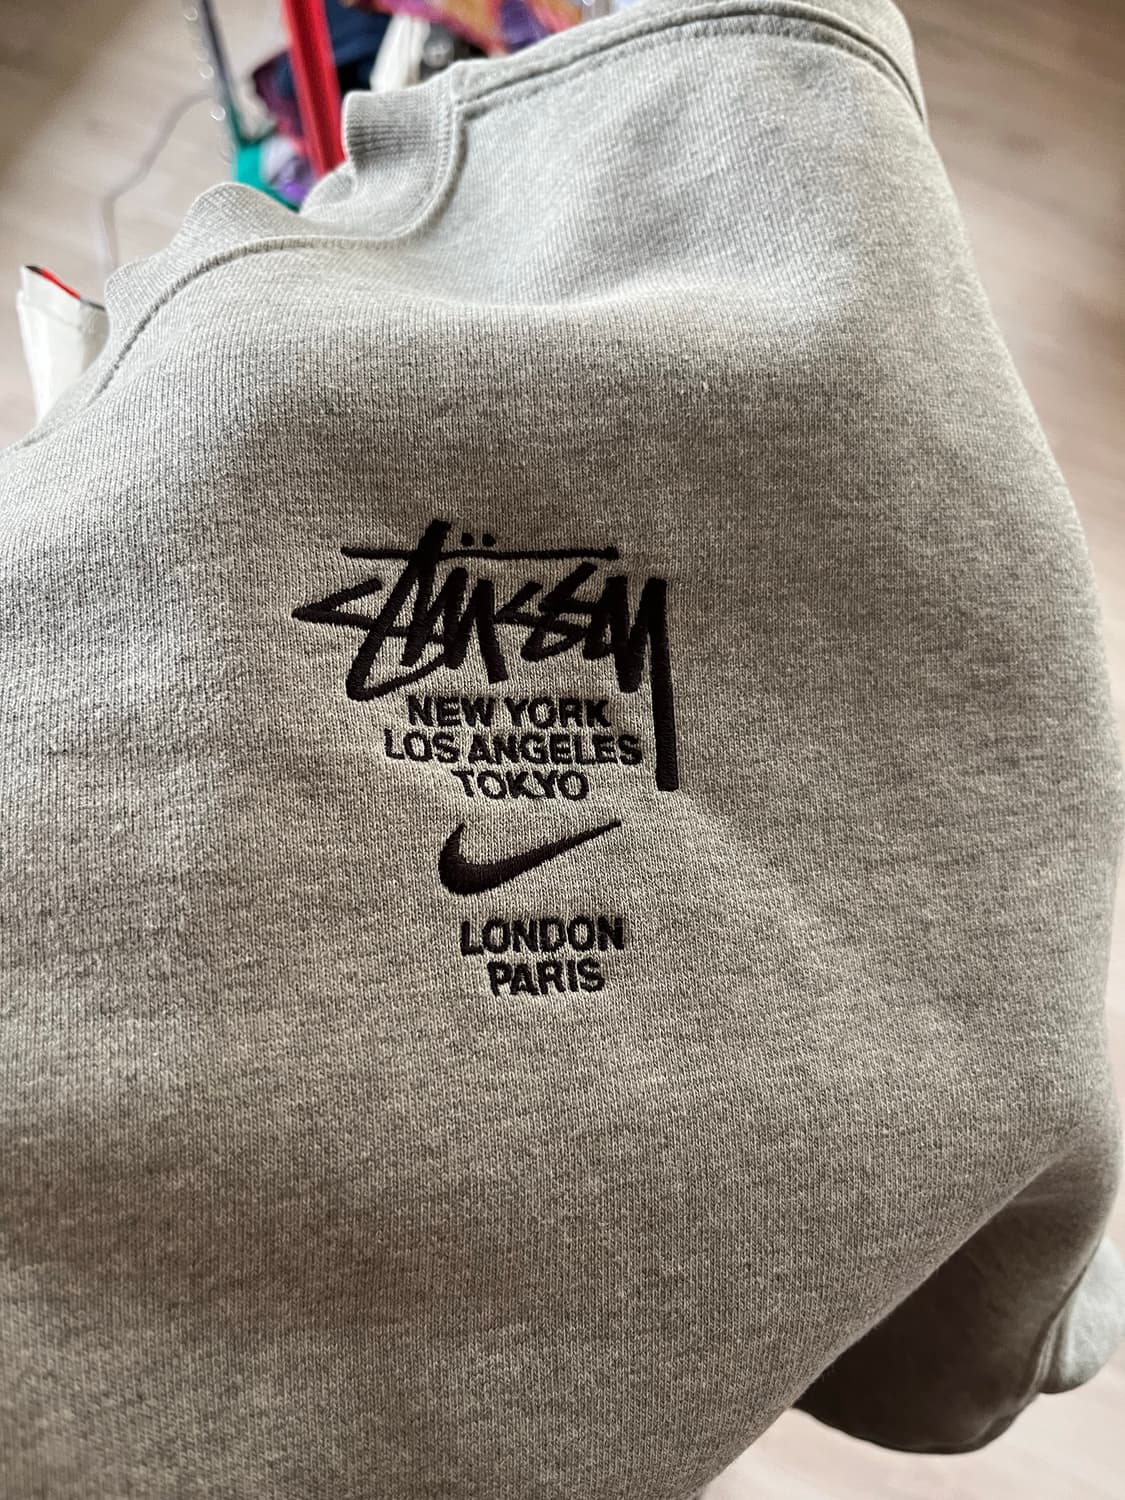 Stüssy
NEW YORK
LOS ANGELES
TOKYO
LONDON
PARIS